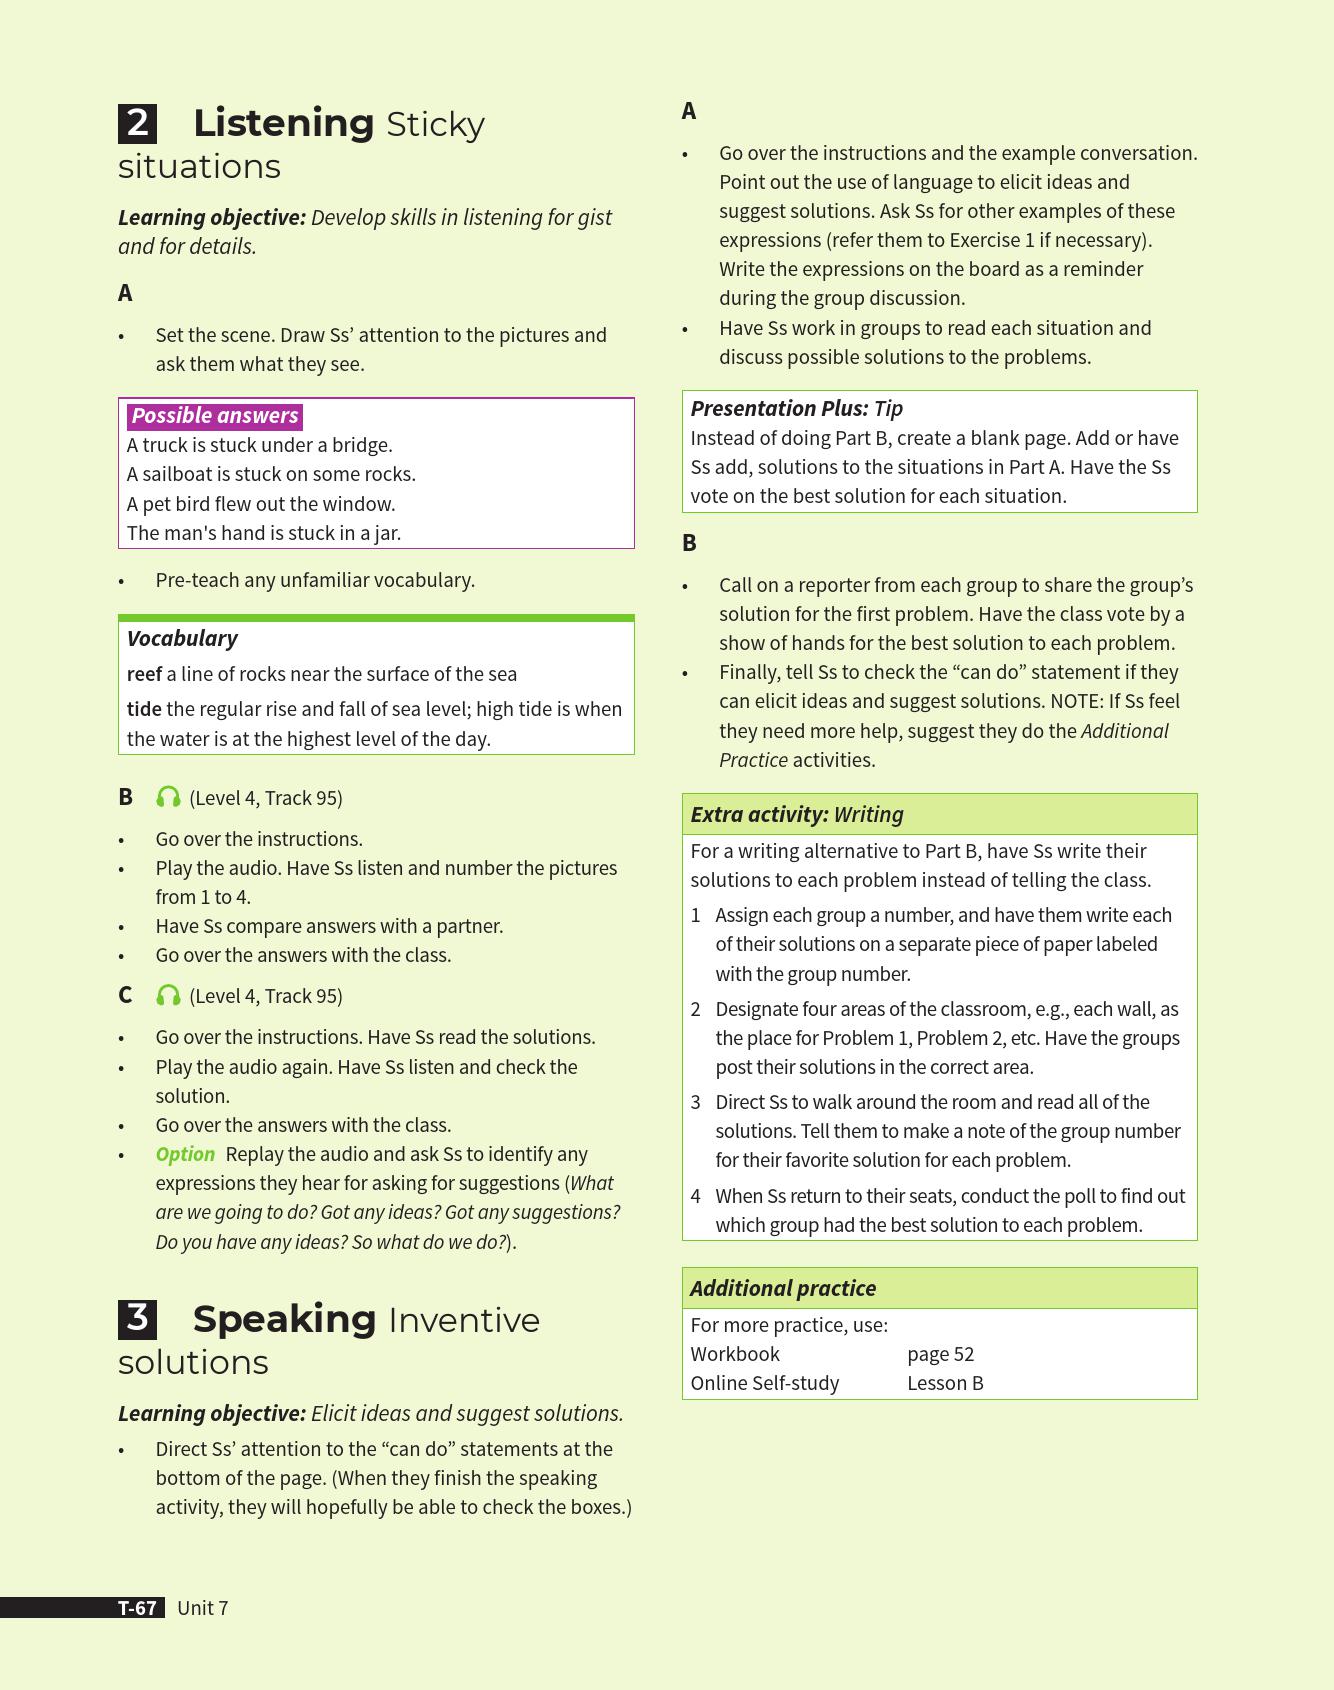 2 Listening Sticky
situations
Learning objective: Develop skills in listening for gist
and for details.
A
• Set the scene. Draw Ss’ attention to the pictures and
ask them what they see.
Possible answers
A truck is stuck under a bridge.
A sailboat is stuck on some rocks.
A pet bird flew out the window.
The man's hand is stuck in a jar.
• Pre-teach any unfamiliar vocabulary.
Vocabulary
reef a line of rocks near the surface of the sea
tide the regular rise and fall of sea level; high tide is when
the water is at the highest level of the day.
B (Level 4, Track 95)
• Go over the instructions.
• Play the audio. Have Ss listen and number the pictures
from 1 to 4.
• Have Ss compare answers with a partner.
• Go over the answers with the class.
C (Level 4, Track 95)
• Go over the instructions. Have Ss read the solutions.
• Play the audio again. Have Ss listen and check the
solution.
• Go over the answers with the class.
• Option Replay the audio and ask Ss to identify any
expressions they hear for asking for suggestions (What
are we going to do? Got any ideas? Got any suggestions?
Do you have any ideas? So what do we do?).
3 Speaking Inventive
solutions
Learning objective: Elicit ideas and suggest solutions.
• Direct Ss’ attention to the “can do” statements at the
bottom of the page. (When they finish the speaking
activity, they will hopefully be able to check the boxes.)
A
• Go over the instructions and the example conversation.
Point out the use of language to elicit ideas and
suggest solutions. Ask Ss for other examples of these
expressions (refer them to Exercise 1 if necessary).
Write the expressions on the board as a reminder
during the group discussion.
• Have Ss work in groups to read each situation and
discuss possible solutions to the problems.
Presentation Plus: Tip
Instead of doing Part B, create a blank page. Add or have
Ss add, solutions to the situations in Part A. Have the Ss
vote on the best solution for each situation.
B
• Call on a reporter from each group to share the group’s
solution for the first problem. Have the class vote by a
show of hands for the best solution to each problem.
• Finally, tell Ss to check the “can do” statement if they
can elicit ideas and suggest solutions. NOTE: If Ss feel
they need more help, suggest they do the Additional
Practice activities.
Extra activity: Writing
For a writing alternative to Part B, have Ss write their
solutions to each problem instead of telling the class.
1 Assign each group a number, and have them write each
of their solutions on a separate piece of paper labeled
with the group number.
2 Designate four areas of the classroom, e.g., each wall, as
the place for Problem 1, Problem 2, etc. Have the groups
post their solutions in the correct area.
3 Direct Ss to walk around the room and read all of the
solutions. Tell them to make a note of the group number
for their favorite solution for each problem.
4 When Ss return to their seats, conduct the poll to find out
which group had the best solution to each problem.
Additional practice
For more practice, use:
Workbook page 52
Online Self-study Lesson B
T-67 Unit 7